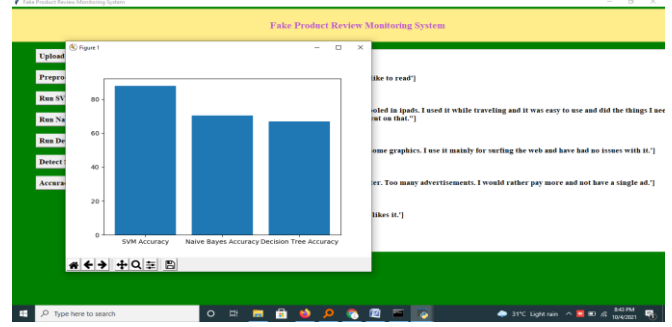 Fake Product Review Monitoring System
Fake Product Review Monitoring System
Figure 1
Upload
Prepro
like to read']
Run SV
ooled in ipads. I used it while traveling and it was easy to use and did the things I nee
Run Na
ut on that."]
Run De
ome graphics. I use it mainly for surfing the web and have had no issues with it.']
Detect
cer. Too many advertisements. I would rather pay more and not have a single ad.']
Accura
likes it.']
80
60
40
20
0
SVM Accuracy Naive Bayes Accuracy Decision Tree Accuracy
Type here to search
31°C Light rain
8:43 PM
10/4/2021